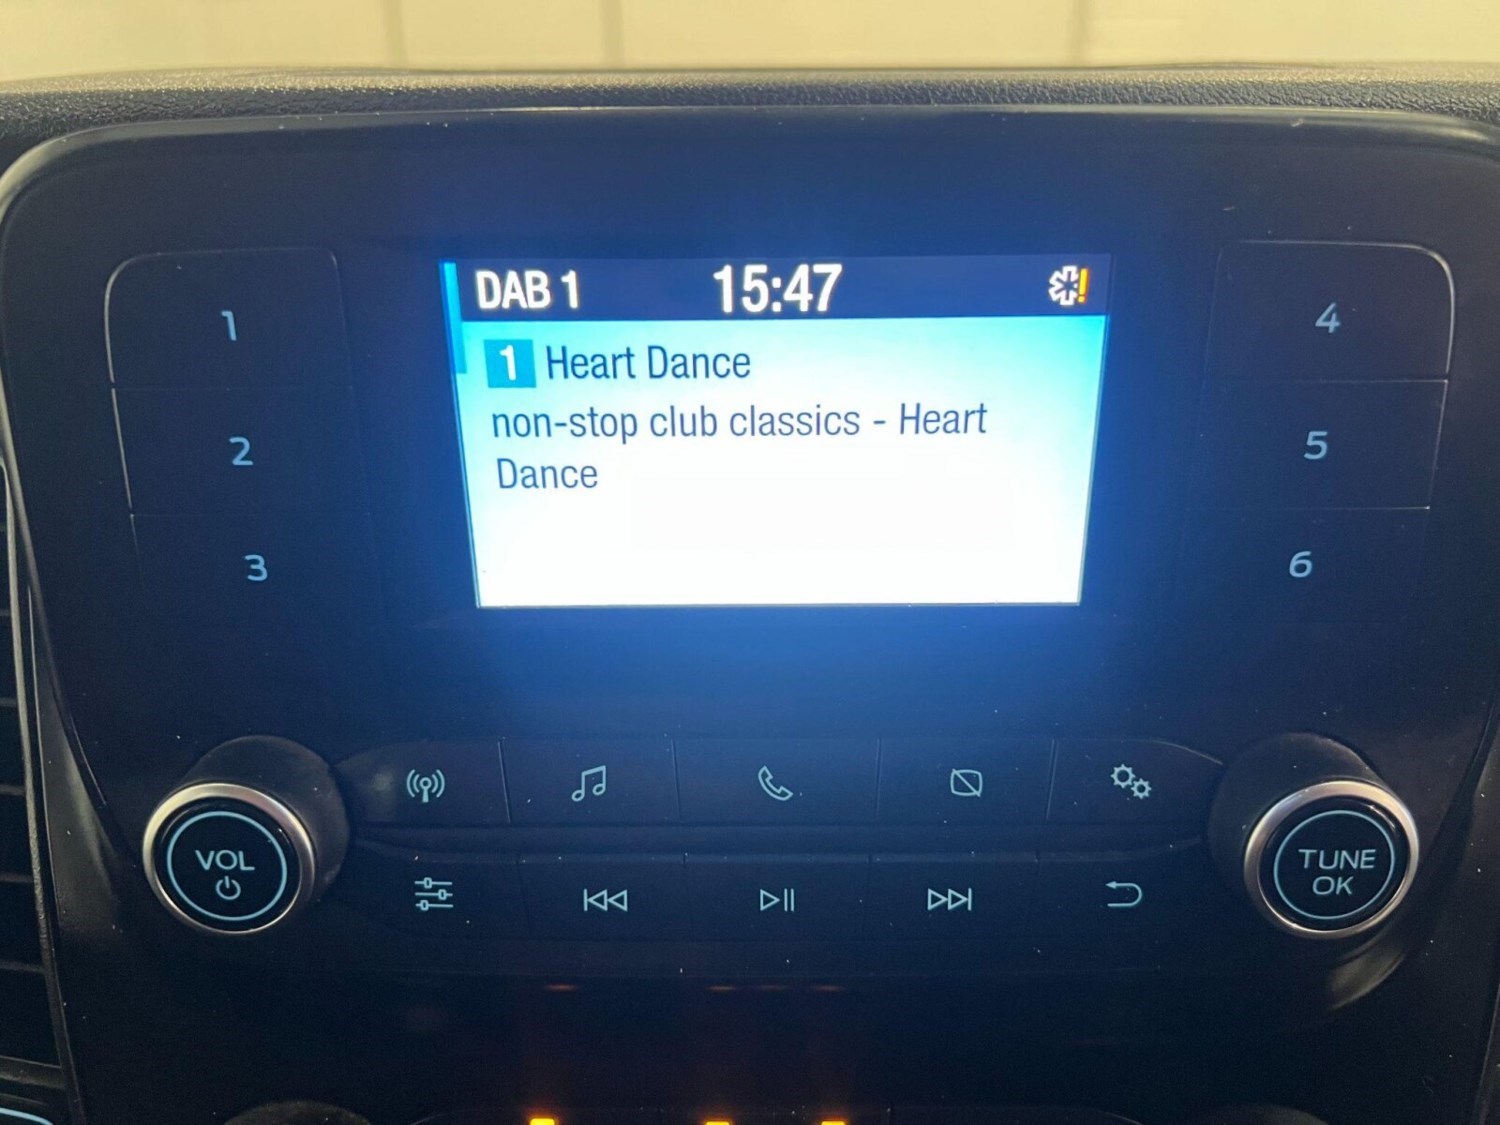 DAB 1 15:47
1 Heart Dance
non-stop club classics - Heart
Dance
1
2
3
4
5
6
VOL
TUNE
OK